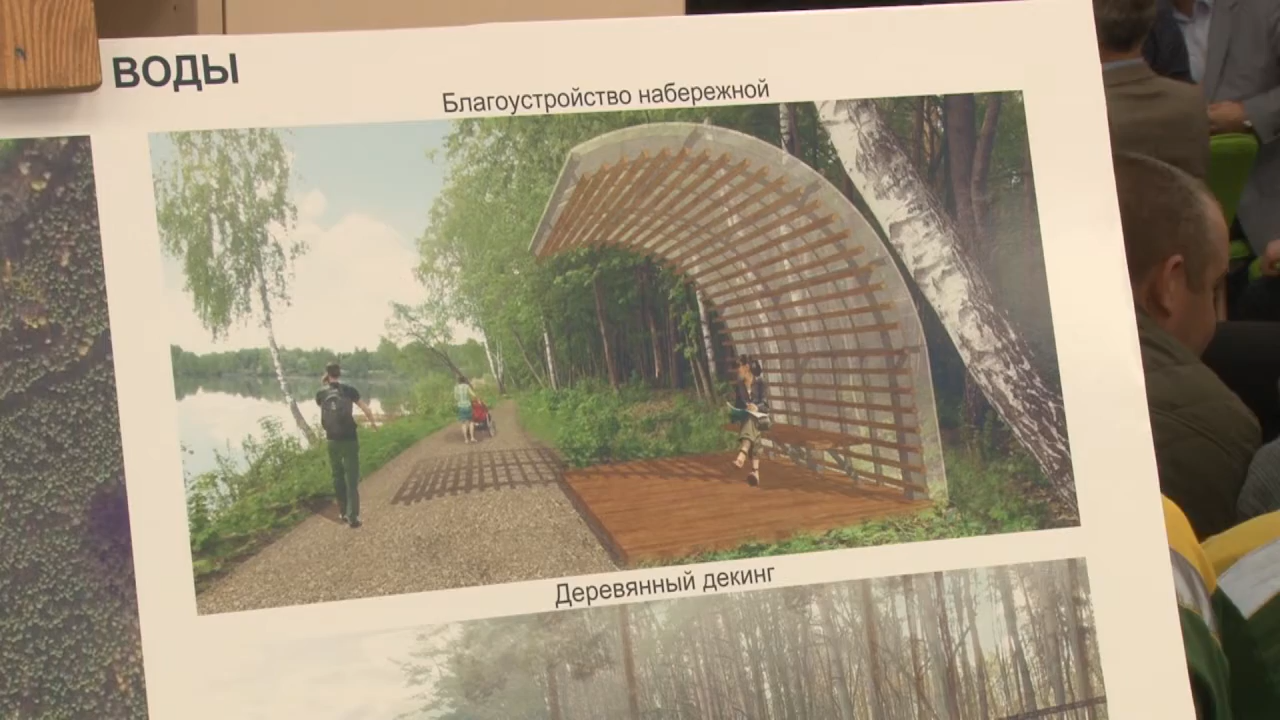 ВОДЫ
Благоустройство набережной
Деревянный декинг